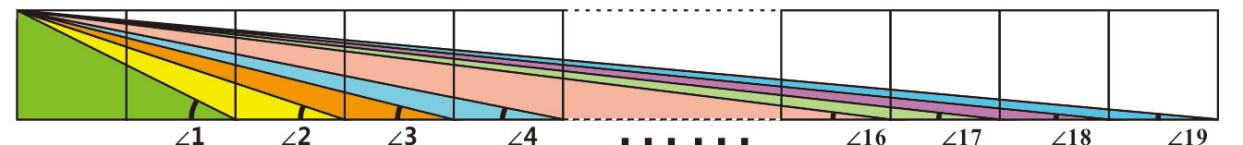 ∠1 ∠2 ∠3 ∠4 ...... ∠16 ∠17 ∠18 ∠19